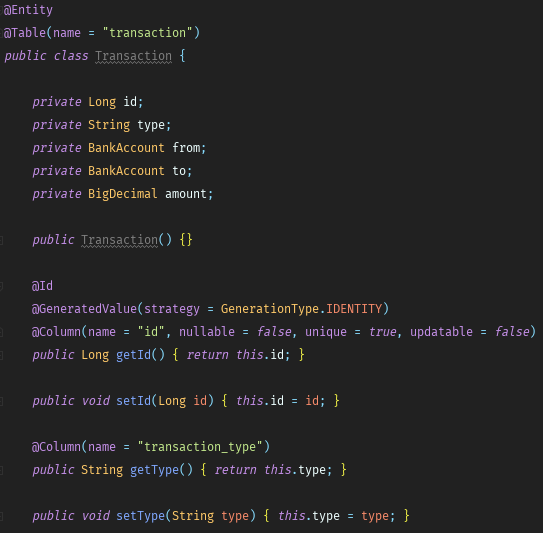 @Entity
@Table(name = "transaction")
public class Transaction {
private Long id;
private String type;
private BankAccount from;
private BankAccount to;
private BigDecimal amount;
public Transaction() {}
@Id
@GeneratedValue(strategy = GenerationType.IDENTITY)
@Column(name = "id", nullable = false, unique = true, updatable = false)
public Long getId() { return this.id; }
public void setId(Long id) { this.id = id; }
@Column(name = "transaction_type")
public String getType() { return this.type; }
public void setType(String type) { this.type = type; }